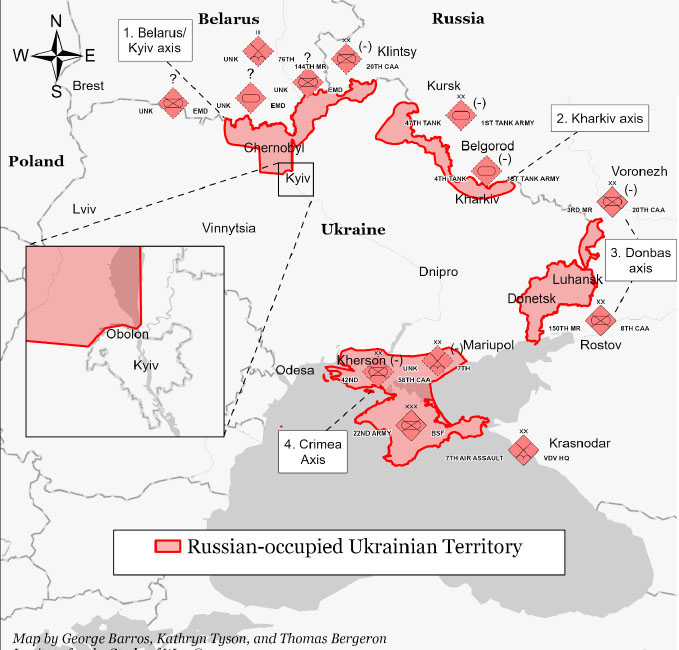 Belarus
Russia
N
W
E
S
1. Belarus/
Kyiv axis
II
UNK
76TH
?
144TH MR
EMD
XX
(-)
Klintsy
20TH CAA
Brest
?
UNK
EMD
?
UNK
EMD
Kursk
XX
(-)
47TH TANK
1ST TANK ARMY
2. Kharkiv axis
Chernobyl
Belgorod
(-)
4TH TANK
1ST TANK ARMY
Kharkiv
Poland
Kyiv
Voronezh
XX
(-)
3RD MR
20TH CAA
Lviv
Vinnytsia
Ukraine
3. Donbas
axis
Dnipro
Luhansk
Donetsk
XX
150TH MR
8TH CAA
Rostov
Obolon
Kyiv
Odesa
Kherson
XX
(-)
42ND
58TH CAA
XX
(-)
Mariupol
UNK
7TH
4. Crimea
Axis
XXX
22ND ARMY
BSF
XX
Krasnodar
7TH AIR ASSAULT
VDV HQ
Russian-occupied Ukrainian Territory
Map by George Barros, Kathryn Tyson, and Thomas Bergeron